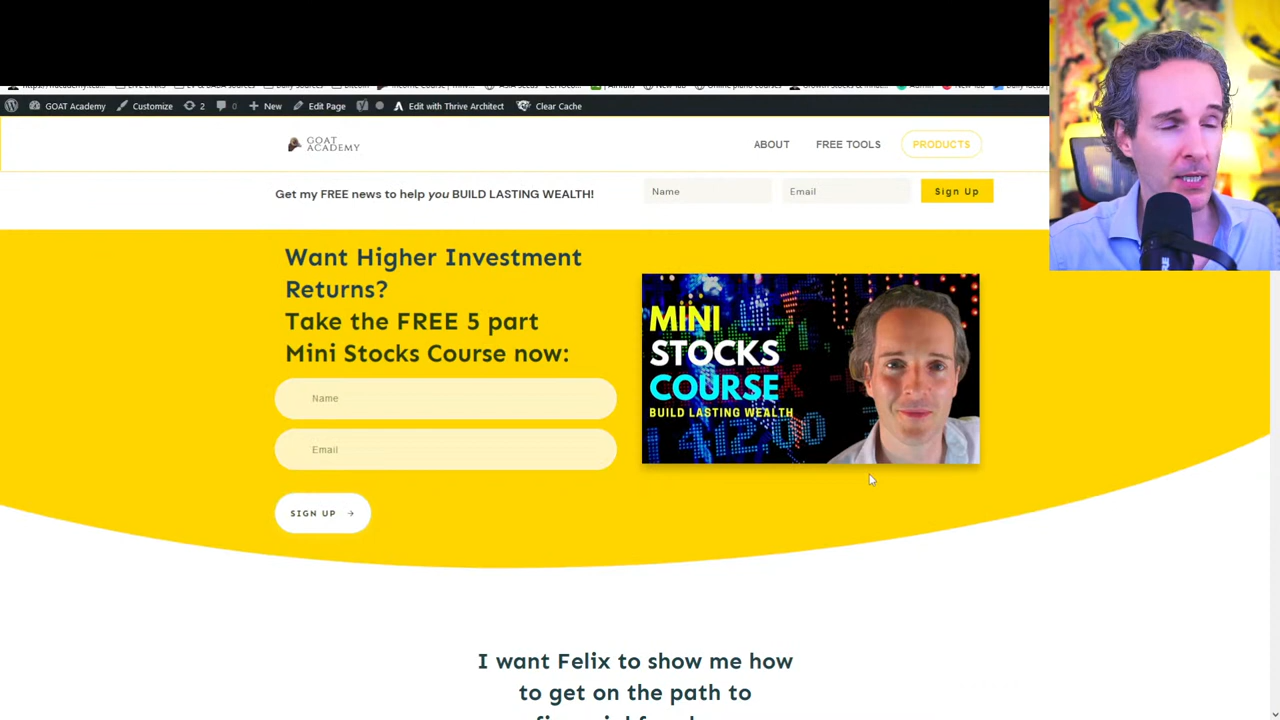 GOAT Academy Customize 2 0 New Edit Page Edit with Thrive Architect Clear Cache
GOAT
ACADEMY
ABOUT FREE TOOLS PRODUCTS
Get my FREE news to help you BUILD LASTING WEALTH!
Name Email Sign Up
Want Higher Investment
Returns?
Take the FREE 5 part
Mini Stocks Course now:
Name
Email
SIGN UP
MINI
STOCKS
COURSE
BUILD LASTING WEALTH
1412.00
I want Felix to show me how
to get on the path to